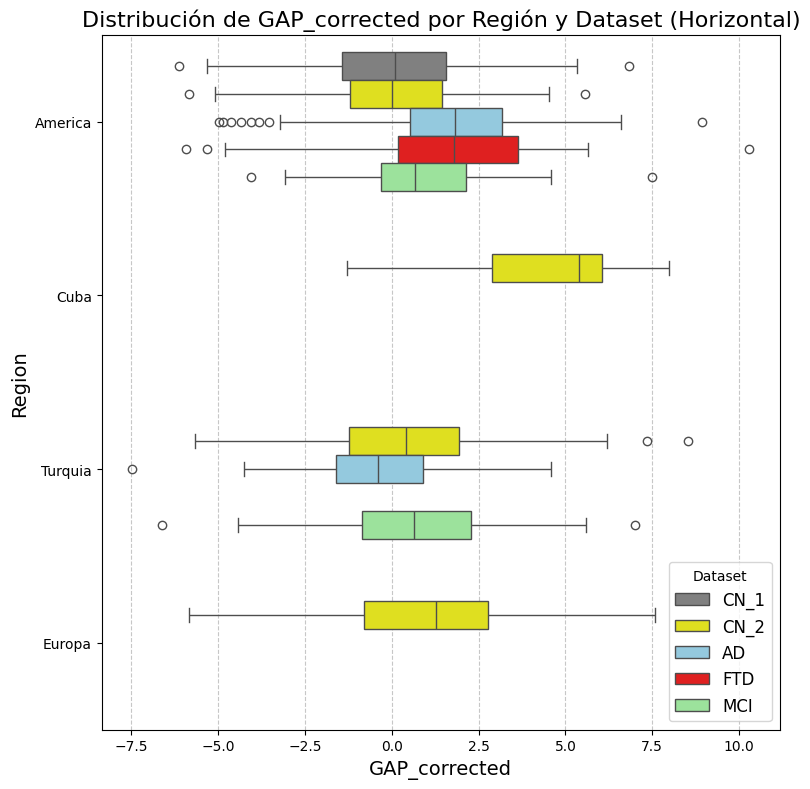 Distribución de GAP_corrected por Región y Dataset (Horizontal)
America
Cuba
Turquia
Europa
Region
Dataset
CN_1
CN_2
AD
FTD
MCI
−7.5
−5.0
−2.5
0.0
2.5
5.0
7.5
10.0
GAP_corrected